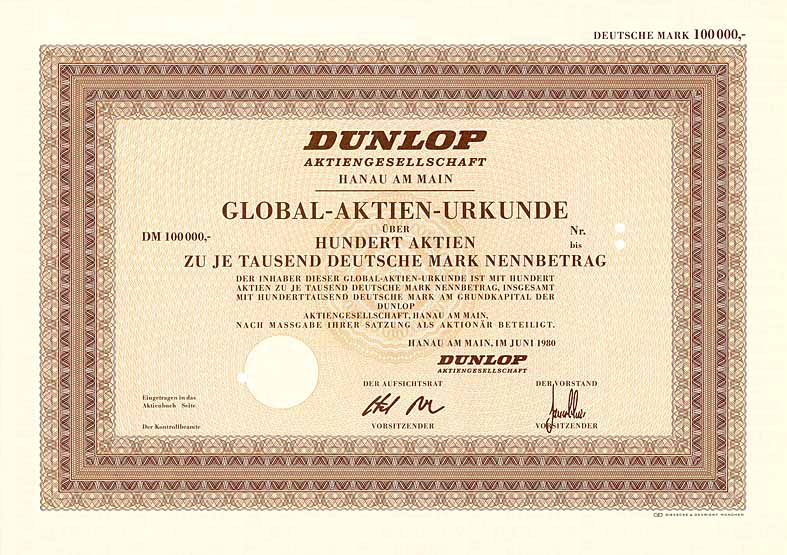 DEUTSCHE MARK 100 000,-
DUNLOP
AKTIENGESELLSCHAFT
HANAU AM MAIN
GLOBAL-AKTIEN-URKUNDE
ÜBER
DM 100 000,-
HUNDERT AKTIEN
Nr.
bis
ZU JE TAUSEND DEUTSCHE MARK NENNBETRAG
DER INHABER DIESER GLOBAL-AKTIEN-URKUNDE IST MIT HUNDERT
AKTIEN ZU JE TAUSEND DEUTSCHE MARK NENNBETRAG, INSGESAMT
MIT HUNDERTTAUSEND DEUTSCHE MARK AM GRUNDKAPITAL DER
DUNLOP
AKTIENGESELLSCHAFT, HANAU AM MAIN,
NACH MASSGABE IHRER SATZUNG ALS AKTIONÄR BETEILIGT.
HANAU AM MAIN, IM JUNI 1980
DUNLOP
AKTIENGESELLSCHAFT
DER AUFSICHTSRAT
DER VORSTAND
Eingetragen in das
Aktienbuch Seite
Der Kontrollbeamte
VORSITZENDER
VORSITZENDER
GIESECKE & DEVRIENT MÜNCHEN